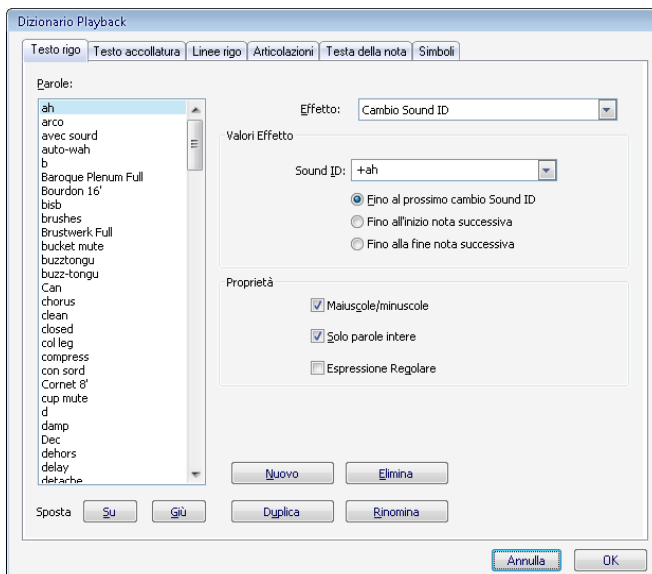 Dizionario Playback
Testo rigo Testo accollatura Linee rigo Articolazioni Testa della nota Simboli
Parole:
ah
arco
avec sourd
auto-wah
b
Baroque Plenum Full
Bourdon 16'
bisb
brushes
Brustwerk Full
bucket mute
buzztongu
buzz-tongu
Can
chorus
clean
closed
col leg
compress
con sord
Cornet 8'
cup mute
d
damp
Dec
dehors
delay
detache
Sposta Su Giù
Effetto: Cambio Sound ID
Valori Effetto
Sound ID: +ah
Fino al prossimo cambio Sound ID
Fino all'inizio nota successiva
Fino alla fine nota successiva
Proprietà
Maiuscole/minuscole
Solo parole intere
Espressione Regolare
Nuovo Elimina
Duplica Rinomina
Annulla OK